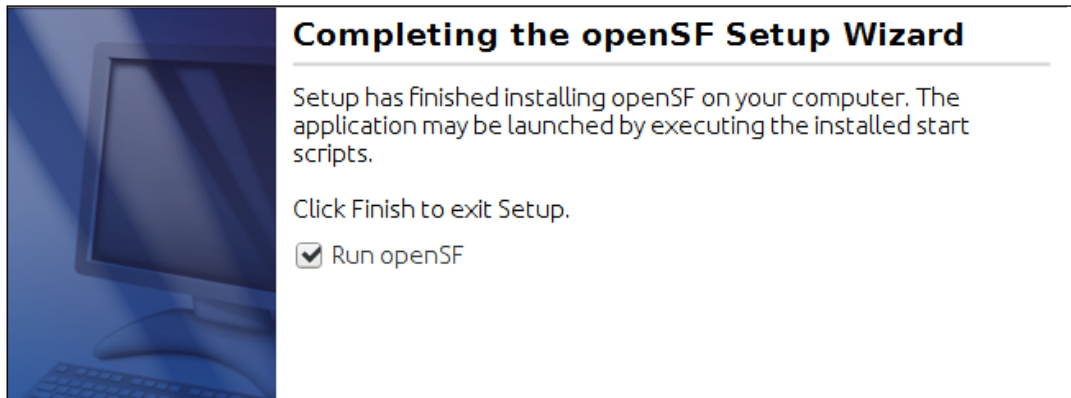 Completing the openSF Setup Wizard
Setup has finished installing openSF on your computer. The
application may be launched by executing the installed start
scripts.
Click Finish to exit Setup.
Run openSF